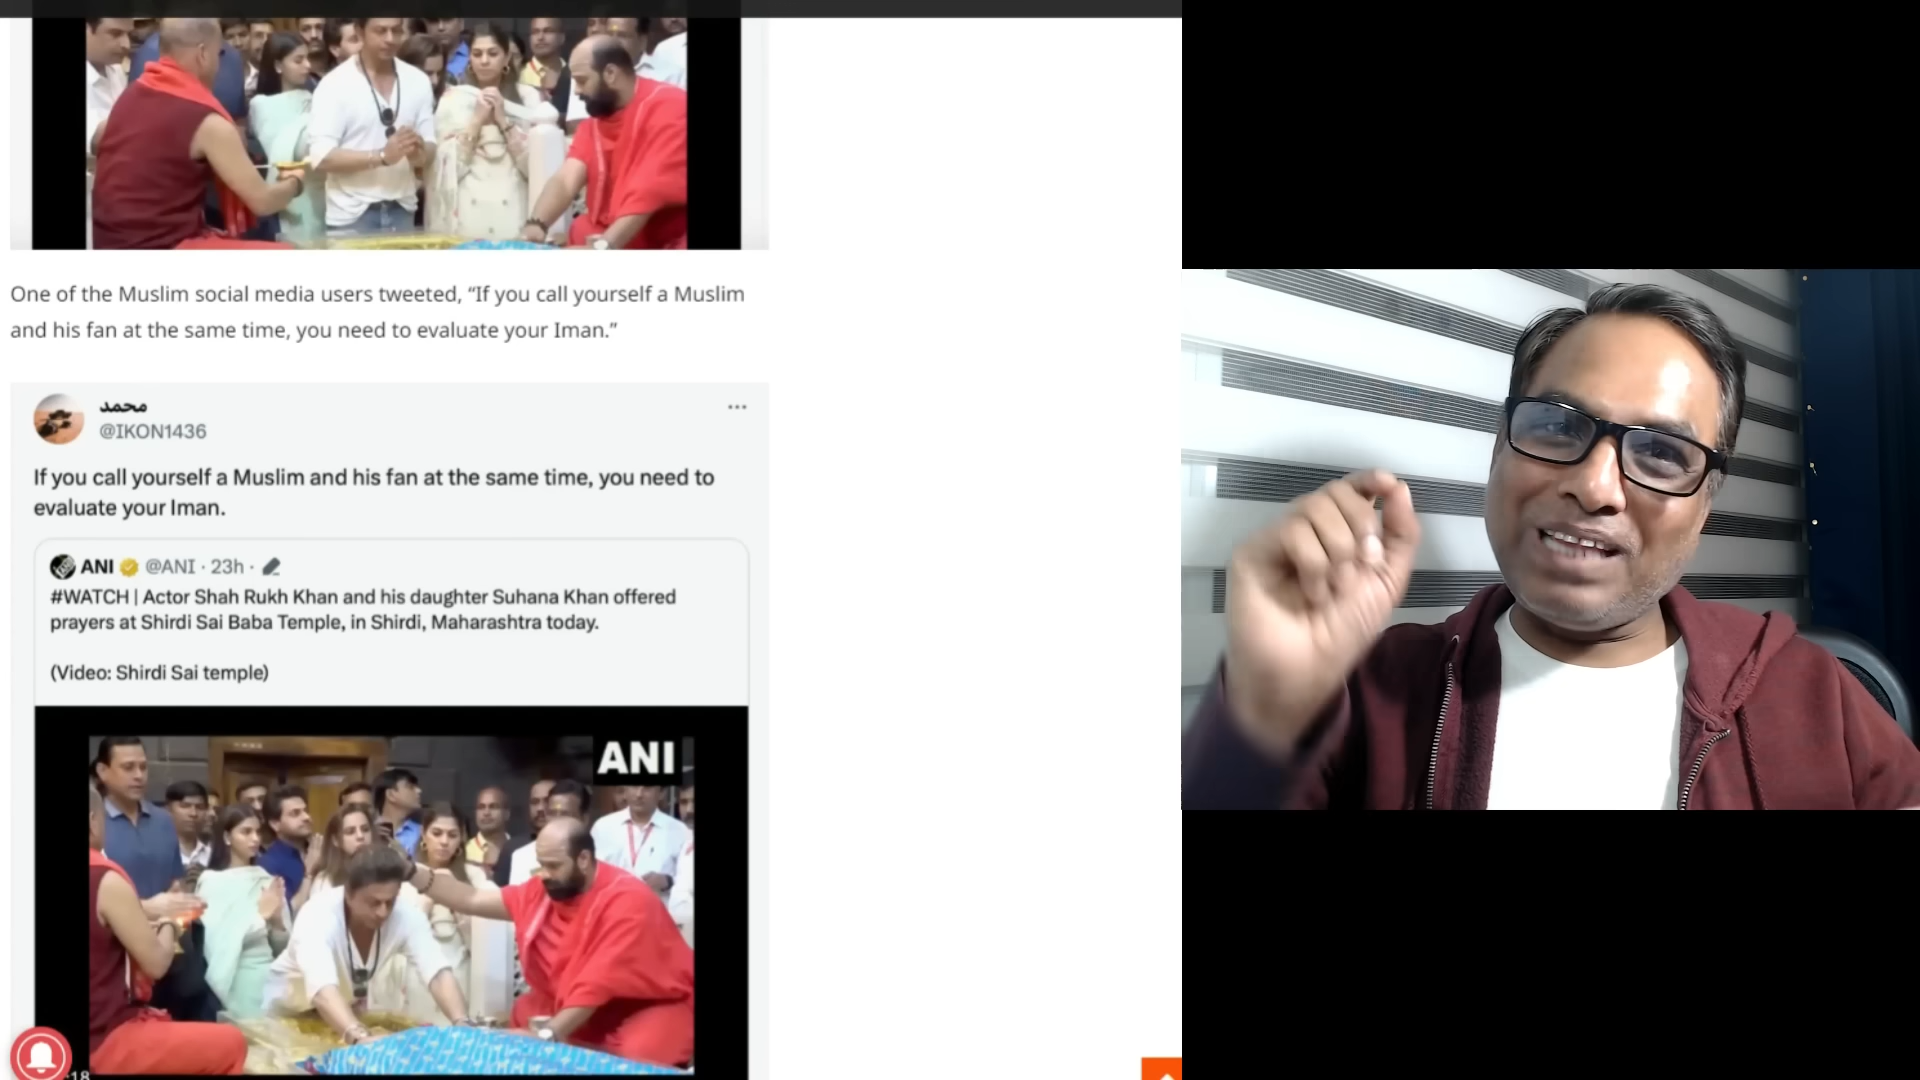 One of the Muslim social media users tweeted, “If you call yourself a Muslim
and his fan at the same time, you need to evaluate your Iman.”
محمد
@IKON1436
If you call yourself a Muslim and his fan at the same time, you need to
evaluate your Iman.
ANI @ANI · 23h ·
#WATCH | Actor Shah Rukh Khan and his daughter Suhana Khan offered
prayers at Shirdi Sai Baba Temple, in Shirdi, Maharashtra today.
(Video: Shirdi Sai temple)
ANI